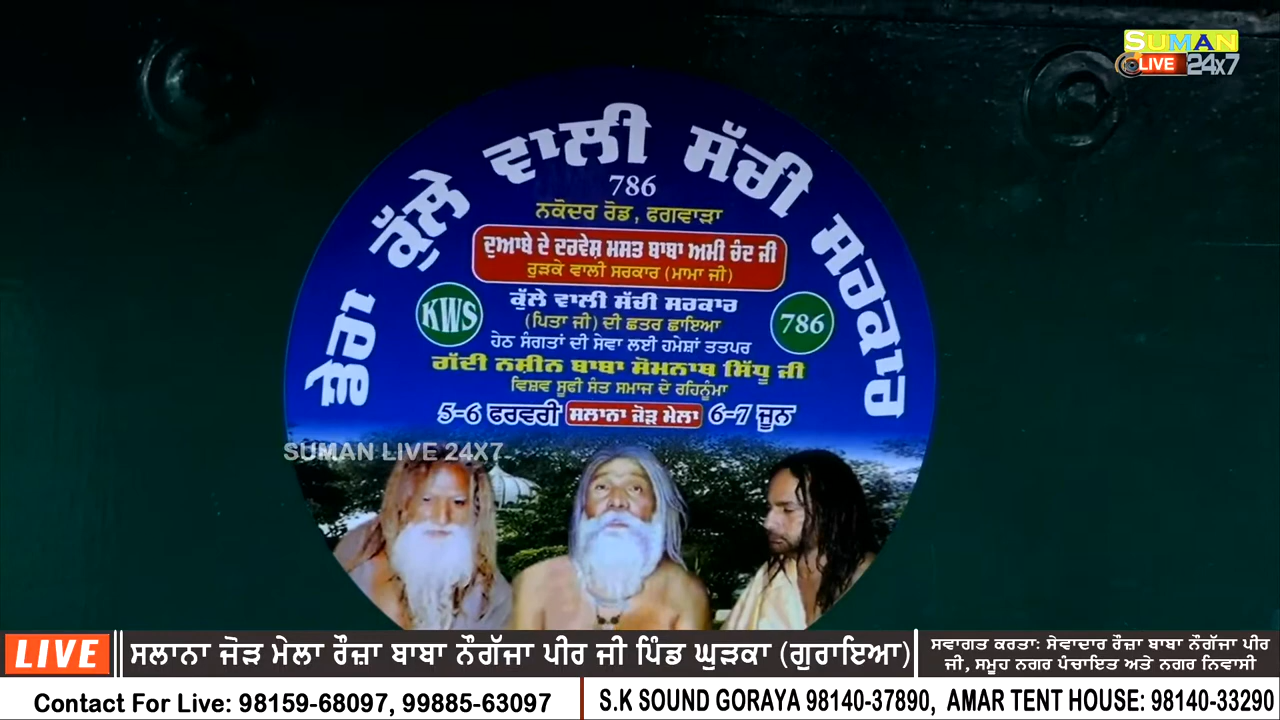 SUMAN
LIVE 24x7
ਡੇਰਾ ਕੁੱਲੇ ਵਾਲੀ ਸੱਚੀ ਸਰਕਾਰ
786
ਨਕੋਦਰ ਰੋਡ, ਫਗਵਾੜਾ
ਦੁਆਬੇ ਦੇ ਦਰਵੇਸ਼ ਮਸਤ ਬਾਬਾ ਅਮੀ ਚੰਦ ਜੀ
ਰੁੜਕੇ ਵਾਲੀ ਸਰਕਾਰ (ਮਾਮਾ ਜੀ)
KWS
ਕੁੱਲੇ ਵਾਲੀ ਸੱਚੀ ਸਰਕਾਰ
786
(ਪਿਤਾ ਜੀ) ਦੀ ਛਤਰ ਛਾਇਆ
ਹੇਠ ਸੰਗਤਾਂ ਦੀ ਸੇਵਾ ਲਈ ਹਮੇਸ਼ਾਂ ਤਤਪਰ
ਗੱਦੀ ਨਸ਼ੀਨ ਬਾਬਾ ਸੋਮਨਾਥ ਸਿੱਧੂ ਜੀ
ਵਿਸ਼ਵ ਸੂਫੀ ਸੰਤ ਸਮਾਜ ਦੇ ਰਹਿਨੂੰਮਾ
5-6 ਫਰਵਰੀ ਸਲਾਨਾ ਜੋੜ ਮੇਲਾ 6-7 ਜੂਨ
SUMAN LIVE 24X7
LIVE
ਸਲਾਨਾ ਜੋੜ ਮੇਲਾ ਰੌਜ਼ਾ ਬਾਬਾ ਨੌਗੱਜਾ ਪੀਰ ਜੀ ਪਿੰਡ ਘੁੜਕਾ (ਗੁਰਾਇਆ)
ਸਵਾਗਤ ਕਰਤਾ: ਸੇਵਾਦਾਰ ਰੌਜ਼ਾ ਬਾਬਾ ਨੌਗੱਜਾ ਪੀਰ
ਜੀ, ਸਮੂਹ ਨਗਰ ਪੰਚਾਇਤ ਅਤੇ ਨਗਰ ਨਿਵਾਸੀ
Contact For Live: 98159-68097, 99885-63097
S.K SOUND GORAYA 98140-37890, AMAR TENT HOUSE: 98140-33290